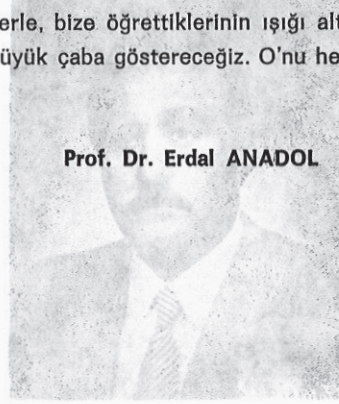 erle, bize öğrettiklerinin ışığı alt
üyük çaba göstereceğiz. O'nu he
Prof. Dr. Erdal ANADOL